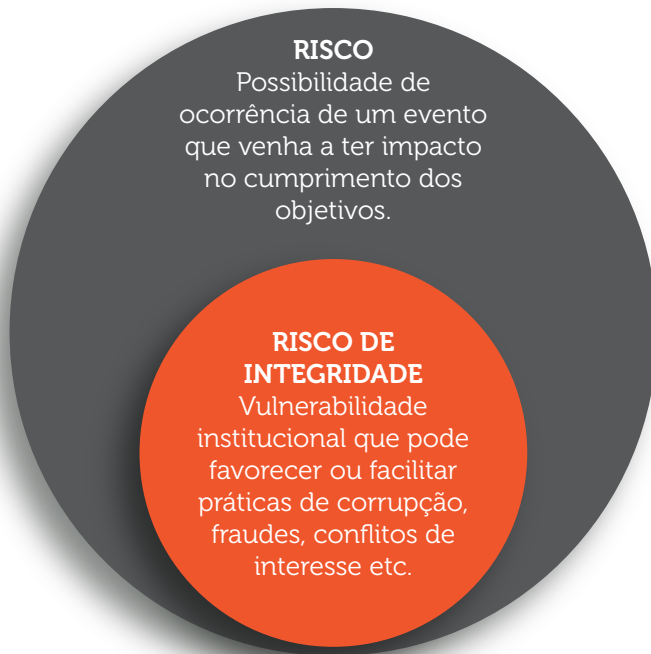 RISCO
Possibilidade de
ocorrência de um evento
que venha a ter impacto
no cumprimento dos
objetivos.
RISCO DE
INTEGRIDADE
Vulnerabilidade
institucional que pode
favorecer ou facilitar
práticas de corrupção,
fraudes, conflitos de
interesse etc.